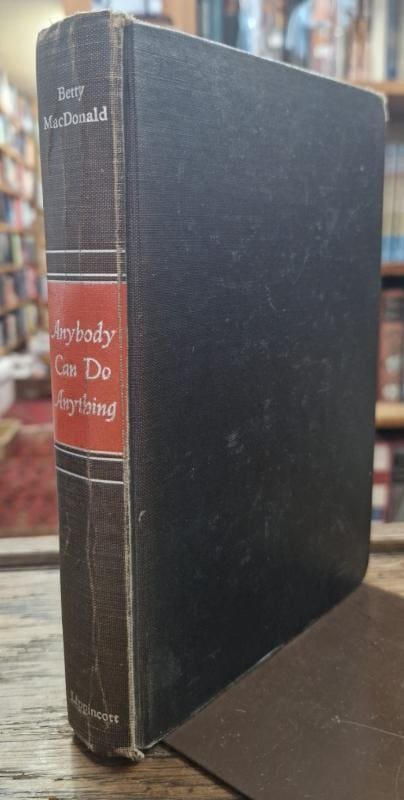 Betty
MacDonald
Anybody
Can Do
Anything
Lippincott